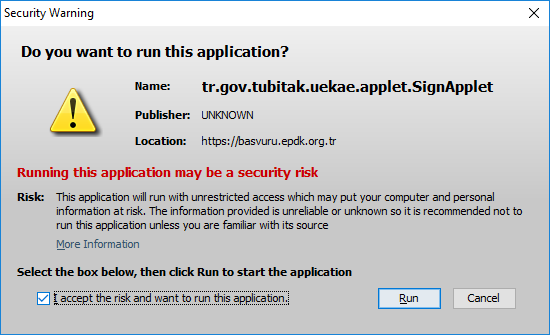 Security Warning
Do you want to run this application?
Name: tr.gov.tubitak.uekae.applet.SignApplet
Publisher: UNKNOWN
Location: https://basvuru.epdk.org.tr
Running this application may be a security risk
Risk: This application will run with unrestricted access which may put your computer and personal
information at risk. The information provided is unreliable or unknown so it is recommended not to
run this application unless you are familiar with its source
More Information
Select the box below, then click Run to start the application
I accept the risk and want to run this application.
Run Cancel